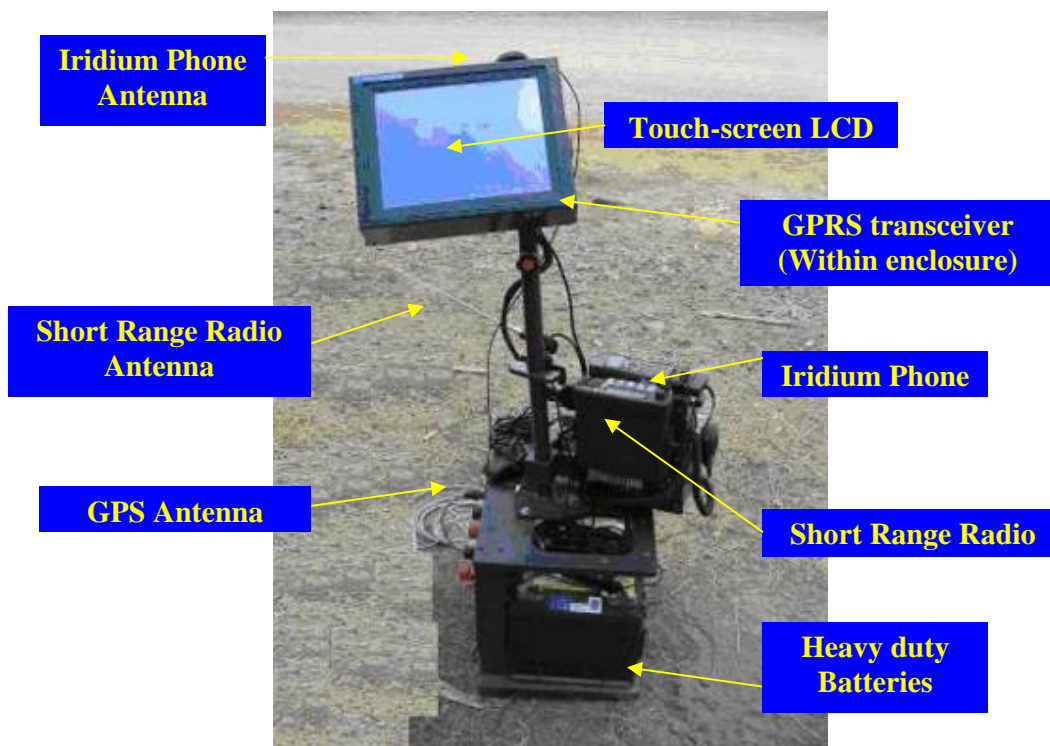 Iridium Phone
Antenna
Touch-screen LCD
GPRS transceiver
(Within enclosure)
Short Range Radio
Antenna
Iridium Phone
GPS Antenna
Short Range Radio
Heavy duty
Batteries